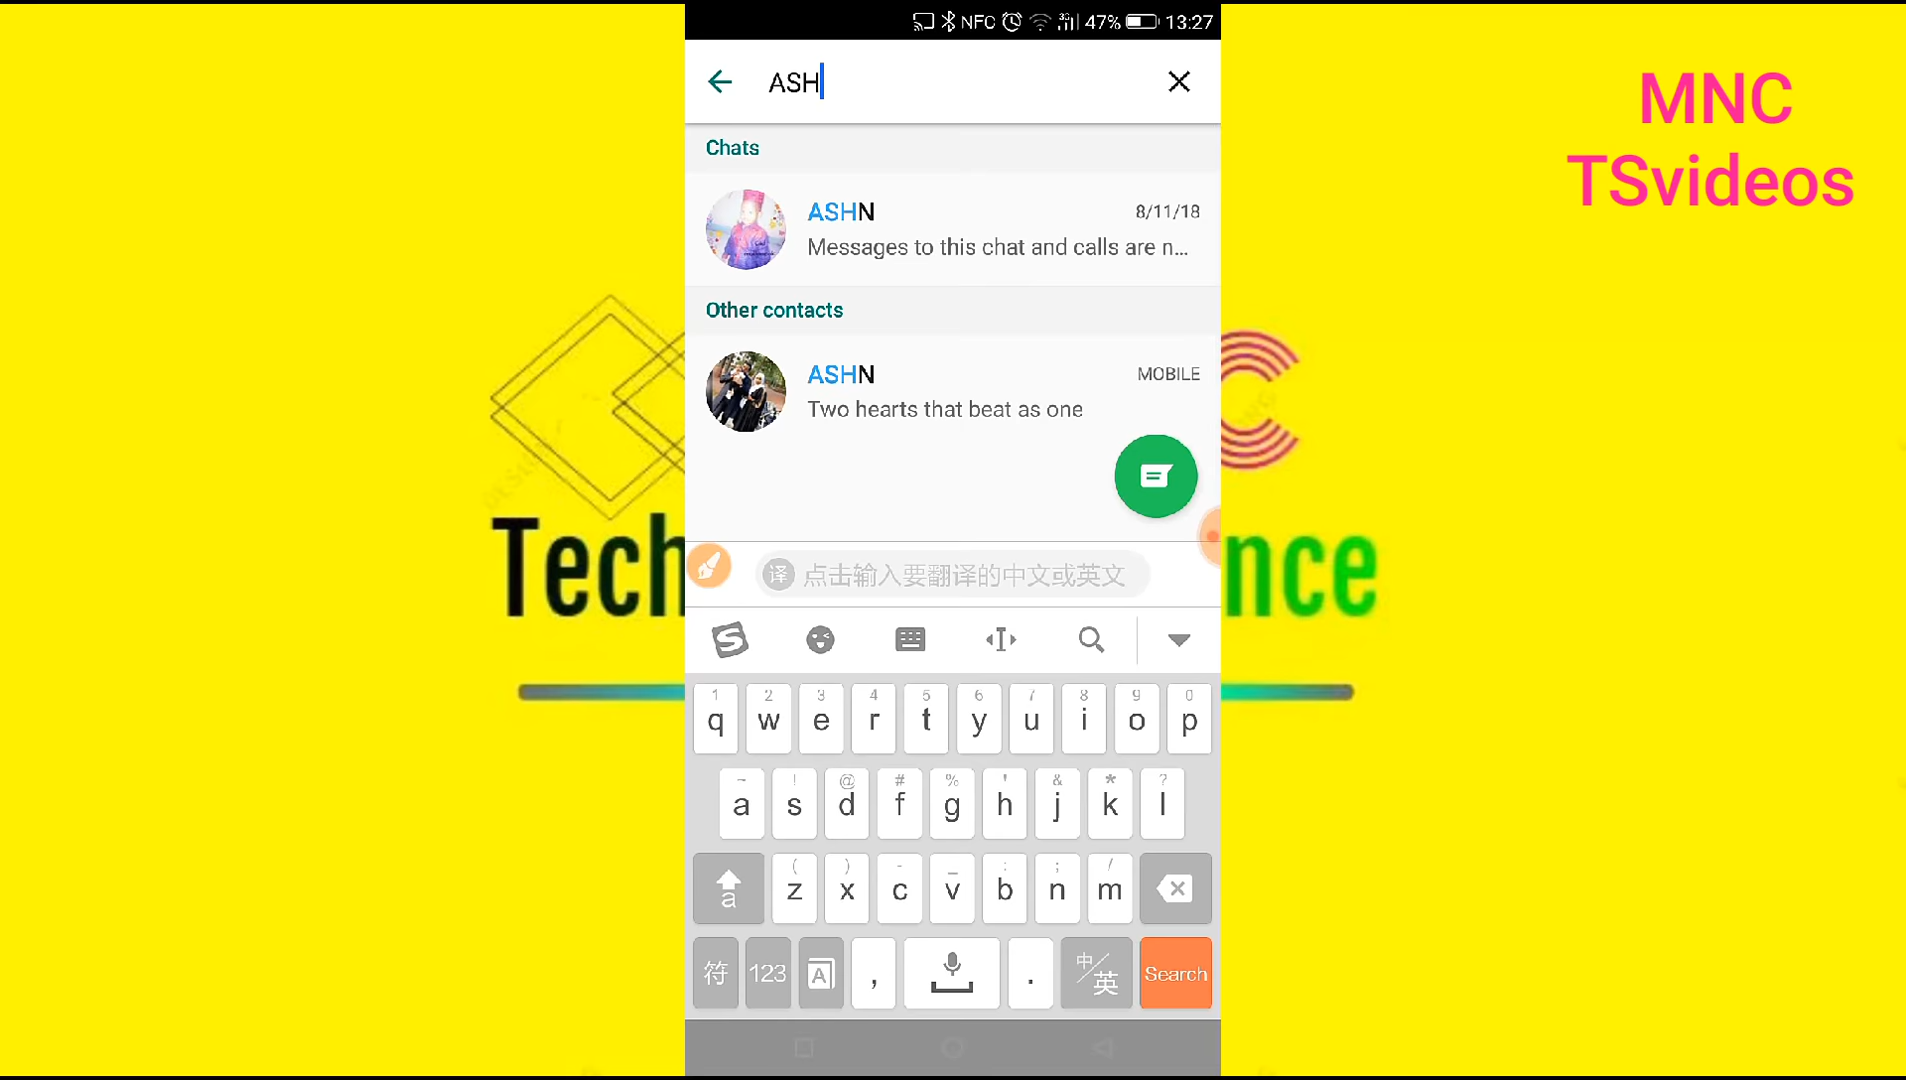 NFC 3G 47% 13:27
ASH
MNC
TSvideos
Chats
ASHN 8/11/18
Messages to this chat and calls are n...
Other contacts
ASHN MOBILE
Two hearts that beat as one
C
Tech
nce
译 点击输入要翻译的中文或英文
1 2 3 4 5 6 7 8 9 0
q w e r t y u i o p
~ ! @ # % ' & * ?
a s d f g h j k l
( ) - _ : ; /
a z x c v b n m
符 123 A , . 中/英 Search